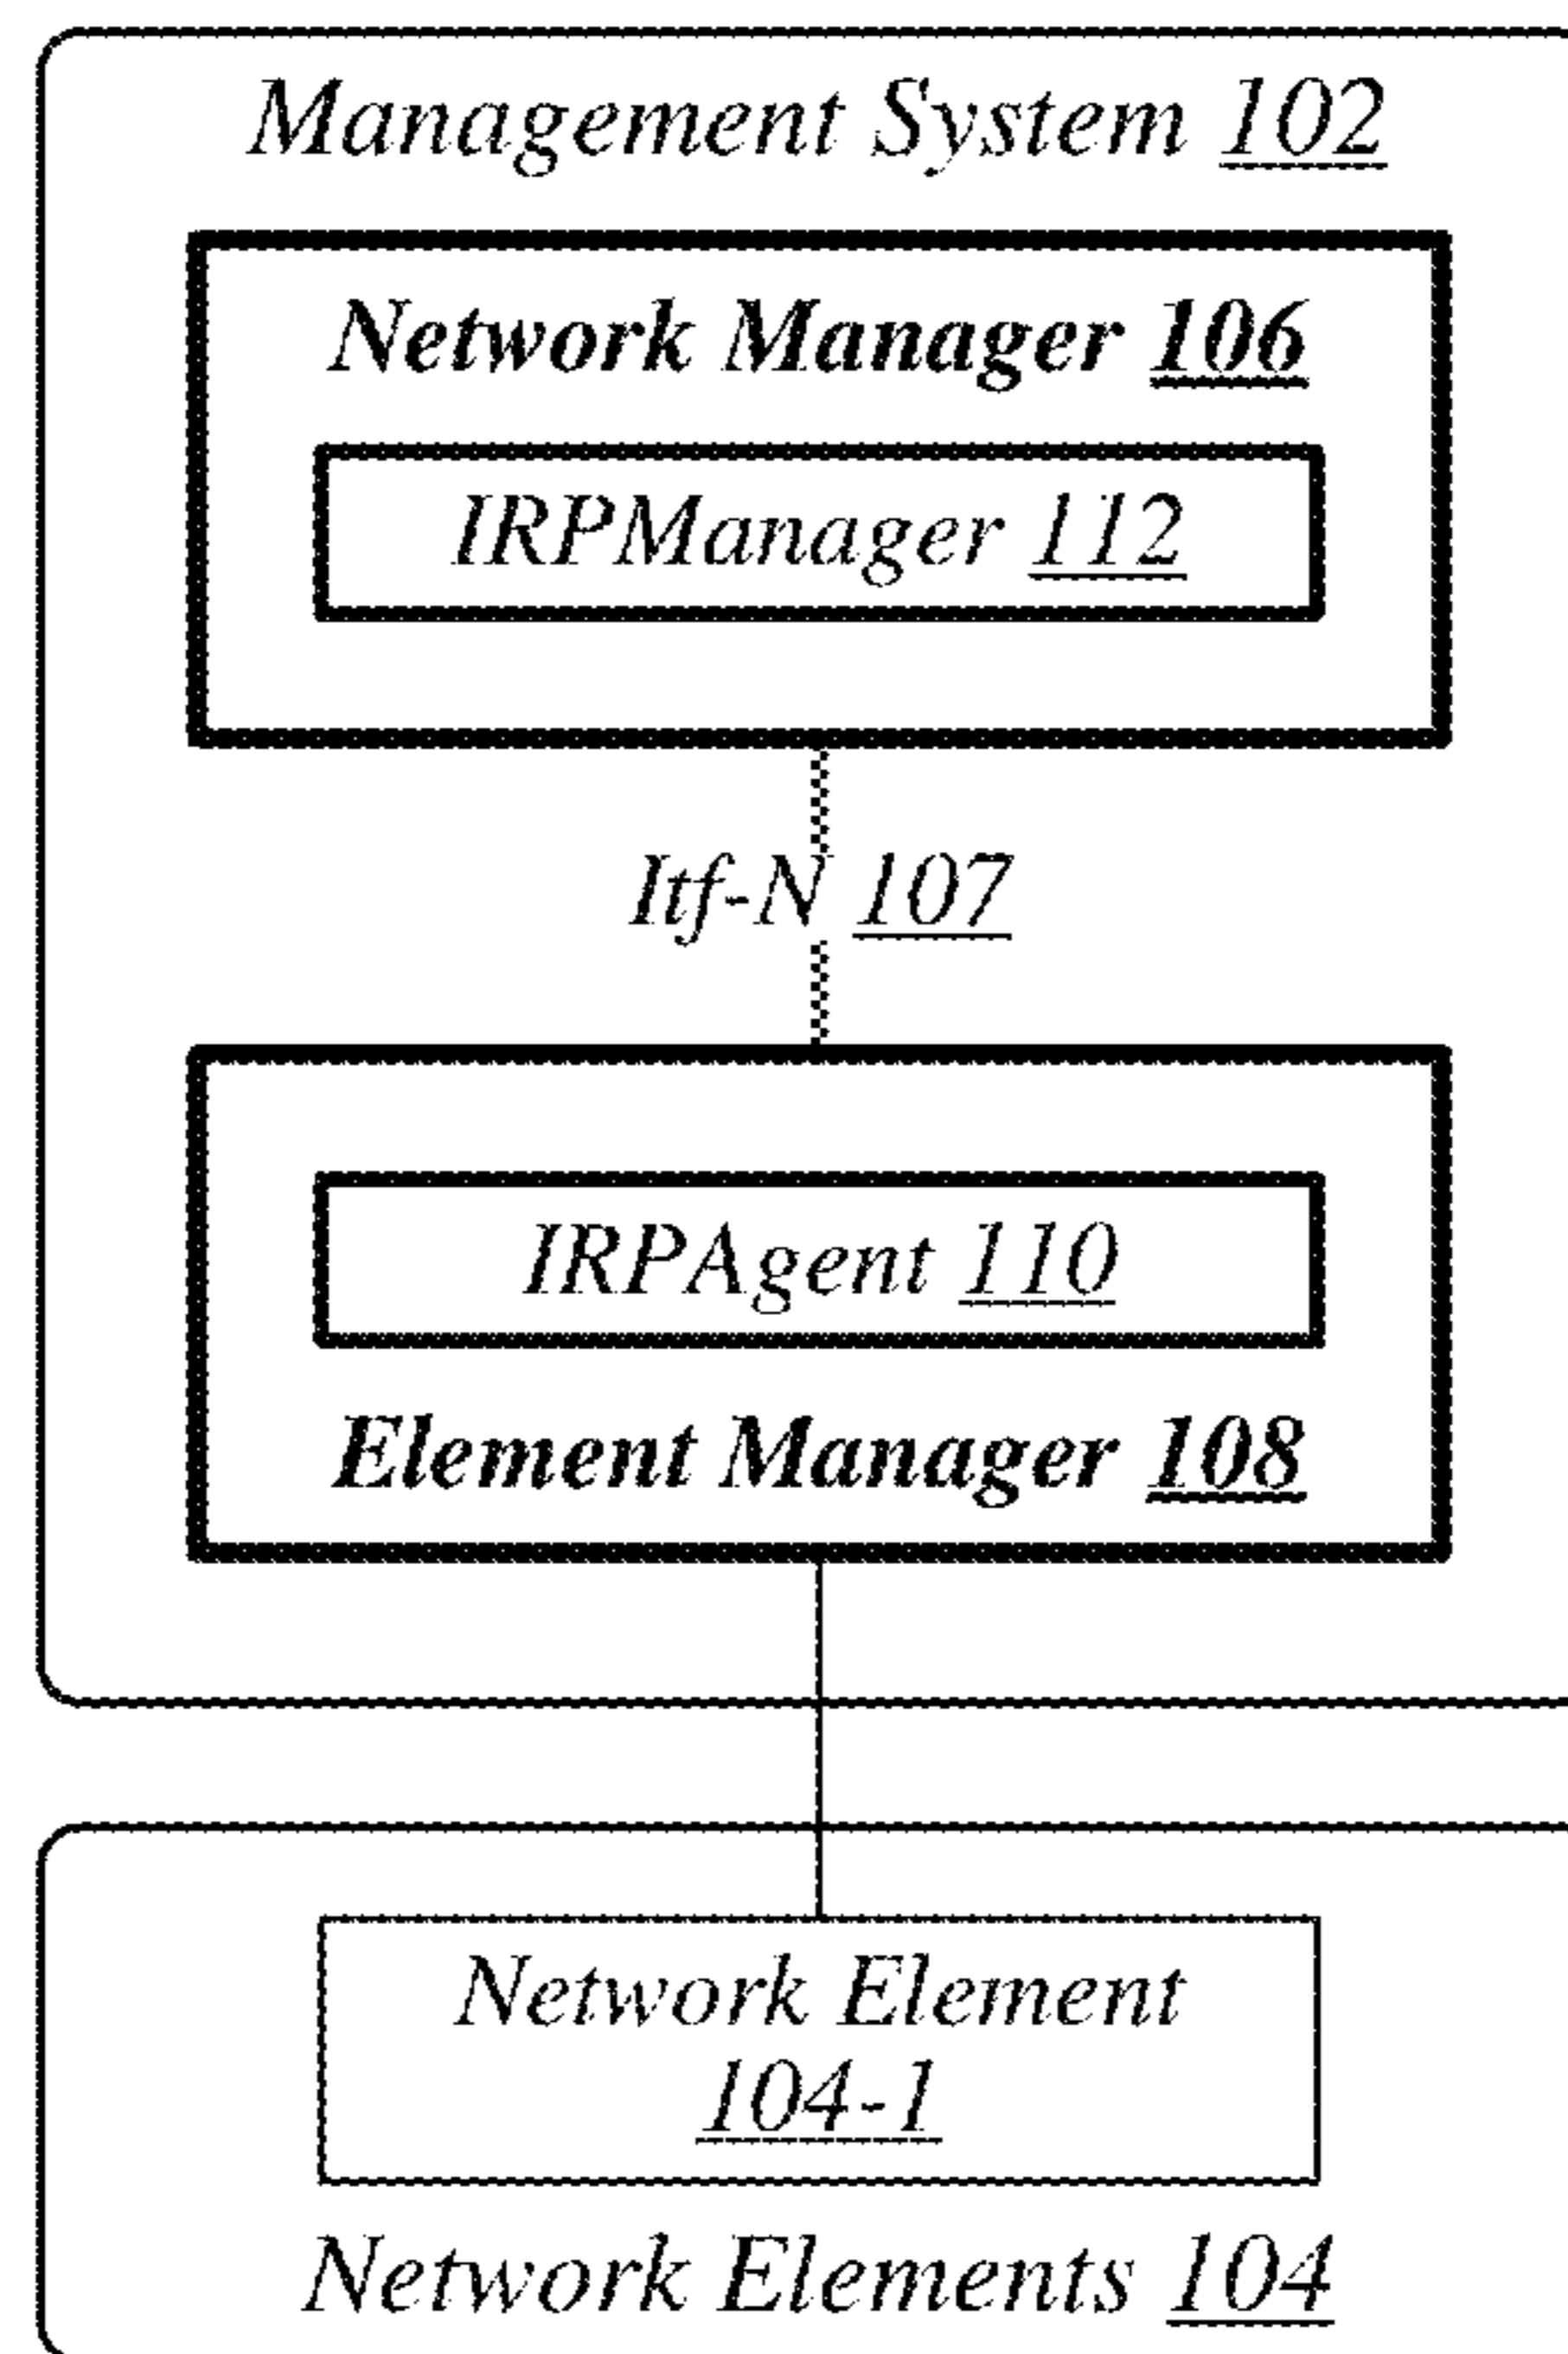 Management System 102
Network Manager 106
IRPManager 112
Itf-N 107
IRPAgent 110
Element Manager 108
Network Element
104-1
Network Elements 104